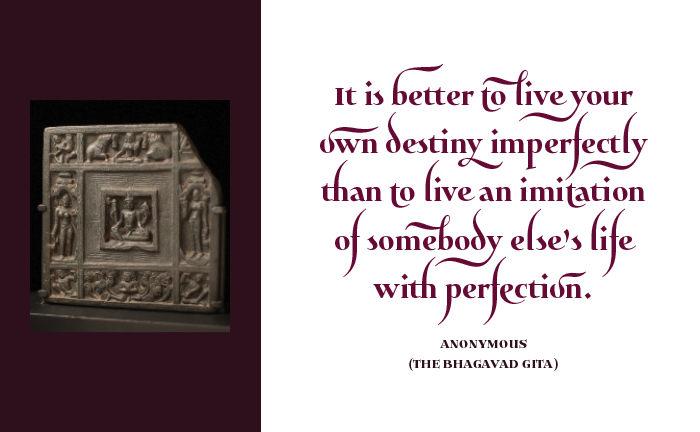 It is better to live your
own destiny imperfectly
than to live an imitation
of somebody else's life
with perfection.
ANONYMOUS
(THE BHAGAVAD GITA)